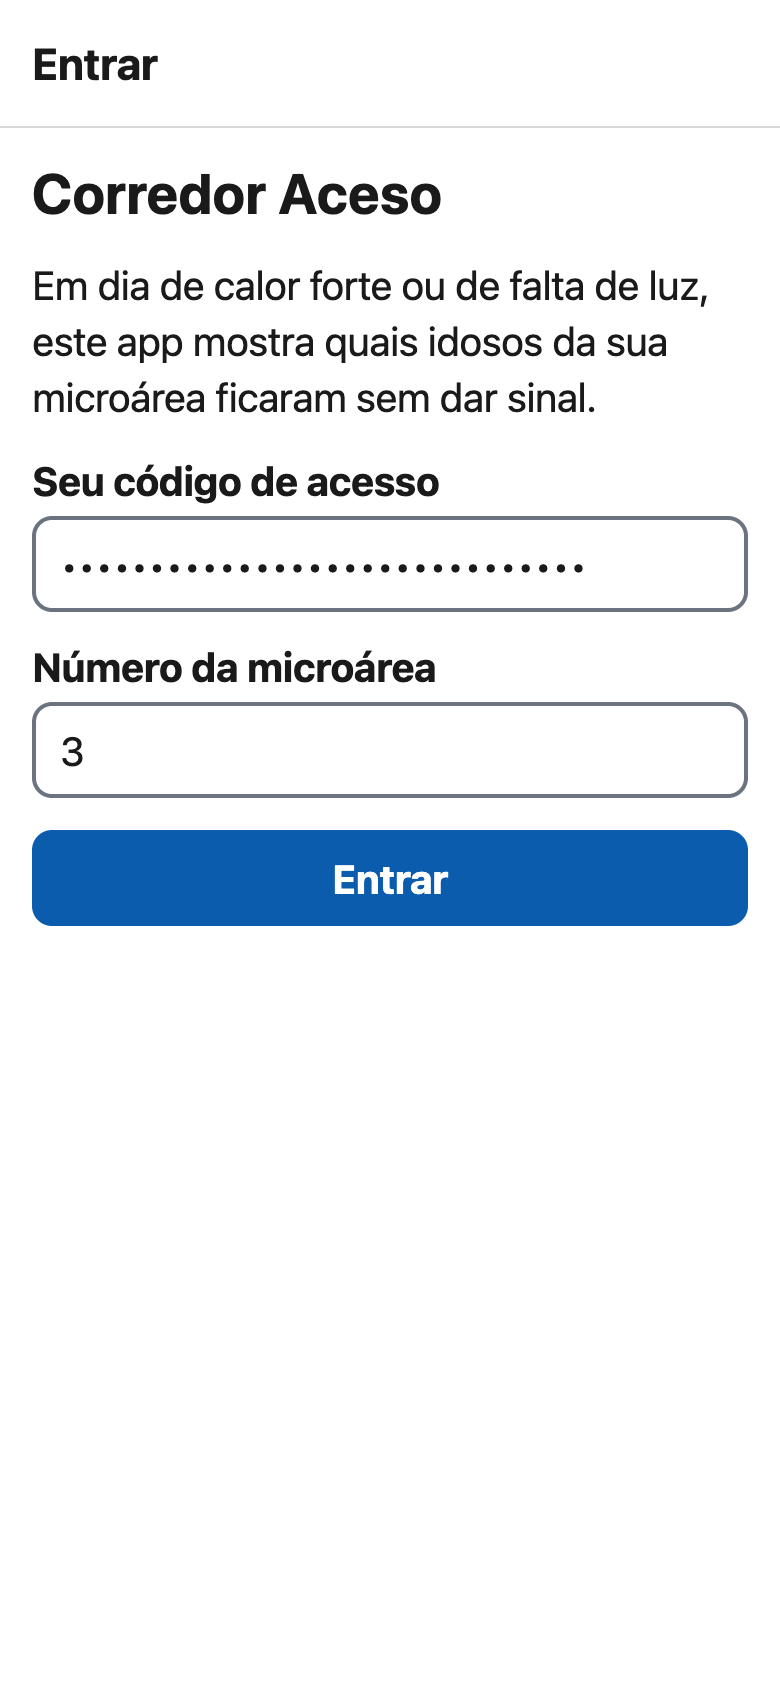 Entrar
Corredor Aceso
Em dia de calor forte ou de falta de luz,
este app mostra quais idosos da sua
microárea ficaram sem dar sinal.
Seu código de acesso
••••••••••••••••••••••••••••••
Número da microárea
3
Entrar